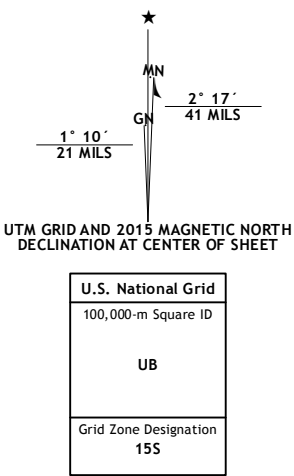 ★
MN
GN
2° 17´
41 MILS
1° 10´
21 MILS
UTM GRID AND 2015 MAGNETIC NORTH
DECLINATION AT CENTER OF SHEET
U.S. National Grid
100,000-m Square ID
UB
Grid Zone Designation
15S